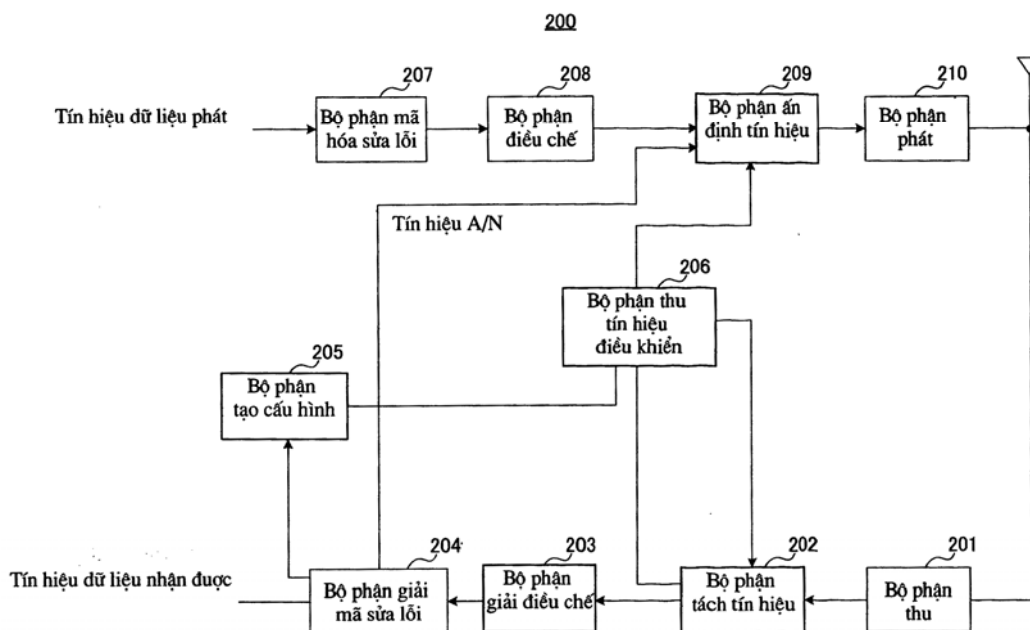 200
207
208
209
210
Tín hiệu dữ liệu phát
Bộ phận mã
hóa sửa lỗi
Bộ phận
điều chế
Bộ phận ấn
định tín hiệu
Bộ phận
phát
Tín hiệu A/N
206
Bộ phận thu
tín hiệu
điều khiển
205
Bộ phận
tạo cấu hình
204
203
202
201
Tín hiệu dữ liệu nhận đuợc
Bộ phận giải
mã sửa lỗi
Bộ phận
giải điều chế
Bộ phận
tách tín hiệu
Bộ phận
thu